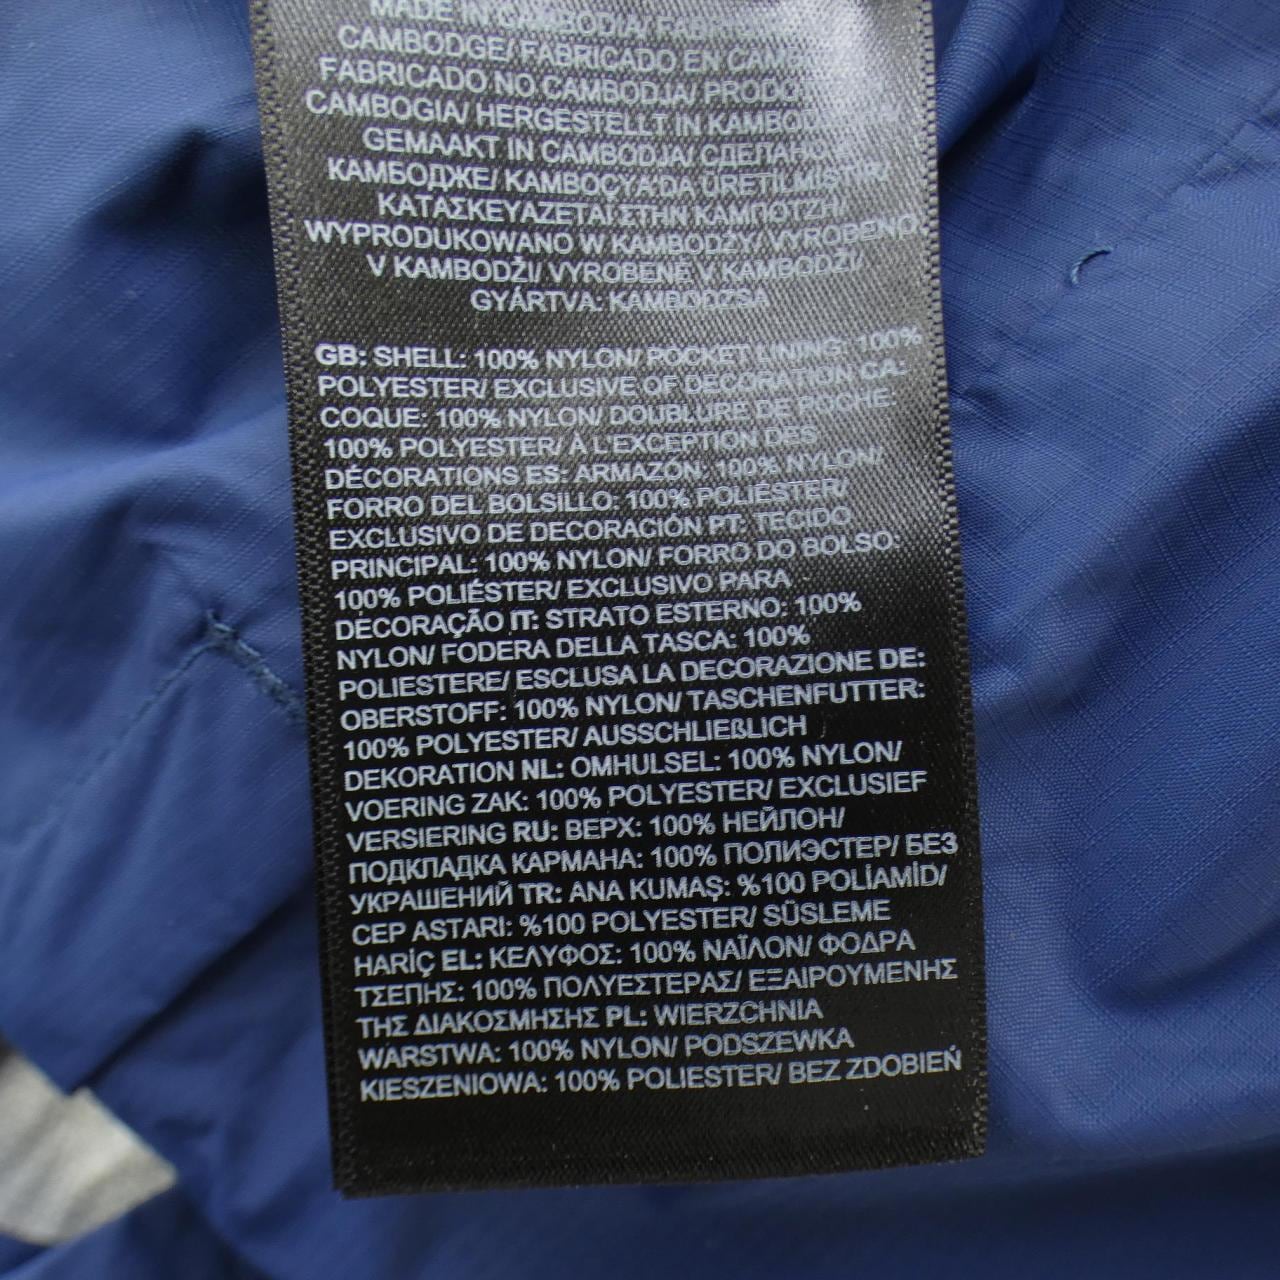 MADE IN CAMBODIA/
CAMBODGE/ FABRICADO EN
FABRICADO NO CAMBODJA/
CAMBOGIA/ HERGESTELLT IN
GEMAAKT IN CAMBODJA/ СДЕЛАНО
КАМБОДЖЕ/ KAMBOÇYA'DA ÜRETILMISTIR/
ΚΑΤΑΣΚΕΥΑΖΕΤΑΙ ΣΤΗΝ ΚΑΜΠΟΤΖΗ/
WYPRODUKOWANO W KAMBODŻY/ VYROBENO
V KAMBODŽI/ VYROBENÉ V KAMBODŽI/
GYÁRTVA: KAMBODZSA
GB: SHELL: 100% NYLON/ POCKET LINING: 100%
POLYESTER/ EXCLUSIVE OF DECORATION CA:
COQUE: 100% NYLON/ DOUBLURE DE POCHE:
100% POLYESTER/ À L'EXCEPTION DES
DÉCORATIONS ES: ARMAZÓN: 100% NYLON/
FORRO DEL BOLSILLO: 100% POLIÉSTER/
EXCLUSIVO DE DECORACIÓN PT: TECIDO
PRINCIPAL: 100% NYLON/ FORRO DO BOLSO:
100% POLIÉSTER/ EXCLUSIVO PARA
DECORAÇÃO IT: STRATO ESTERNO: 100%
NYLON/ FODERA DELLA TASCA: 100%
POLIESTERE/ ESCLUSA LA DECORAZIONE DE:
OBERSTOFF: 100% NYLON/ TASCHENFUTTER:
100% POLYESTER/ AUSSCHLIEßLICH
DEKORATION NL: OMHULSEL: 100% NYLON/
VOERING ZAK: 100% POLYESTER/ EXCLUSIEF
VERSIERING RU: ВЕРХ: 100% НЕЙЛОН/
ПОДКЛАДКА КАРМАНА: 100% ПОЛИЭСТЕР/ БЕЗ
УКРАШЕНИЙ TR: ANA KUMAŞ: %100 POLİAMİD/
CEP ASTARI: %100 POLYESTER/ SÜSLEME
HARİÇ EL: ΚΕΛΥΦΟΣ: 100% ΝΑΪΛΟΝ/ ΦΟΔΡΑ
ΤΣΕΠΗΣ: 100% ΠΟΛΥΕΣΤΕΡΑΣ/ ΕΞΑΙΡΟΥΜΕΝΗΣ
ΤΗΣ ΔΙΑΚΟΣΜΗΣΗΣ PL: WIERZCHNIA
WARSTWA: 100% NYLON/ PODSZEWKA
KIESZENIOWA: 100% POLIESTER/ BEZ ZDOBIEŃ